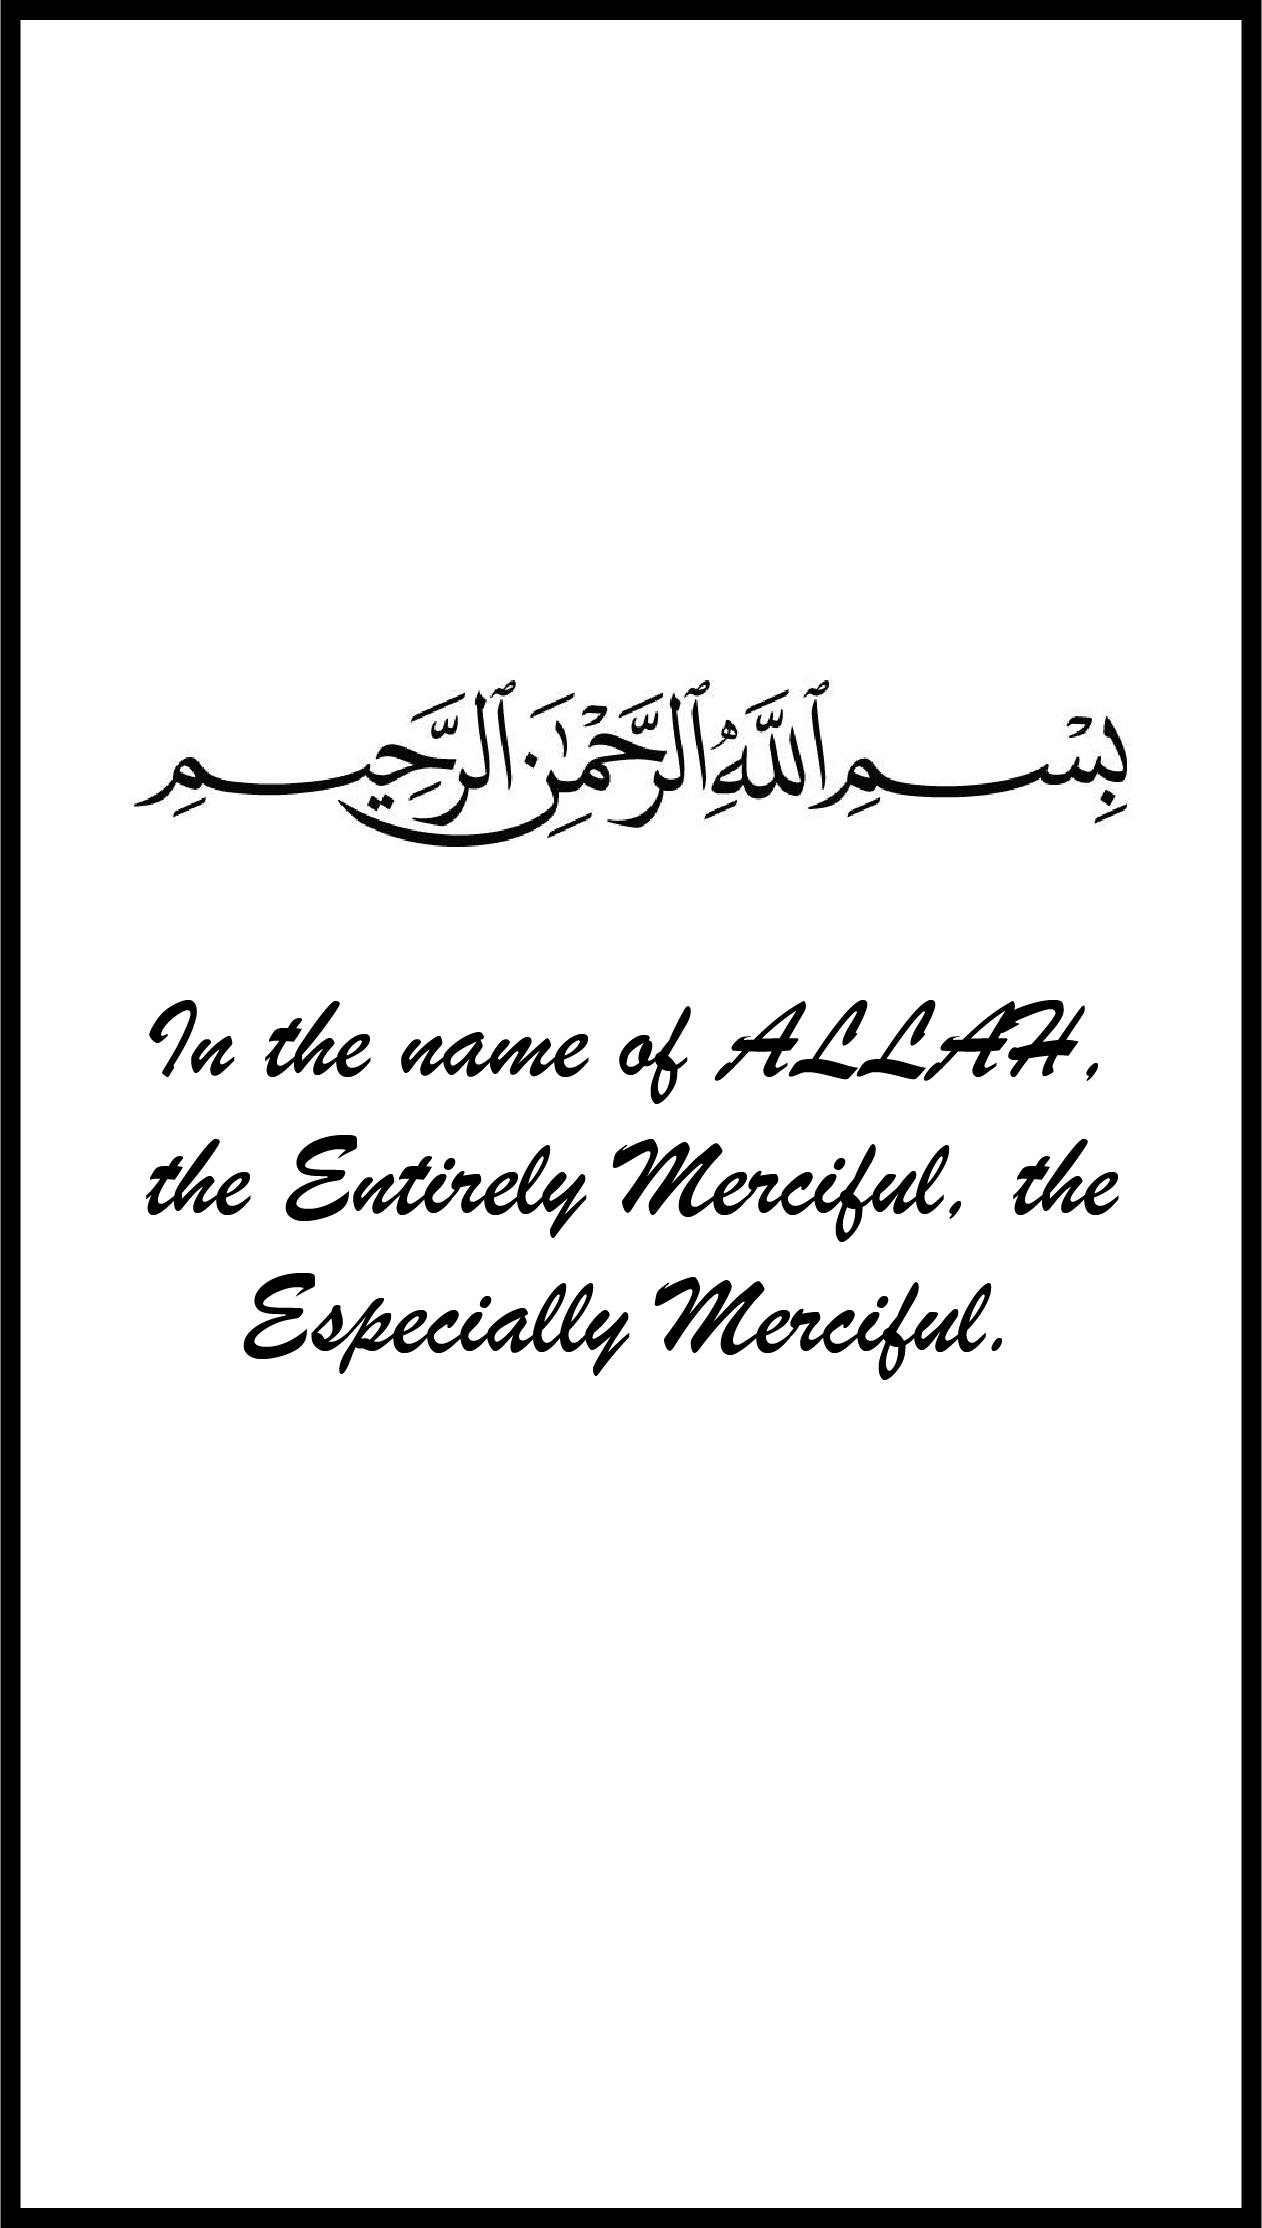 بِسْمِ ٱللَّهِ ٱلرَّحْمَٰنِ ٱلرَّحِيمِ
In the name of ALLAH,
the Entirely Merciful, the
Especially Merciful.